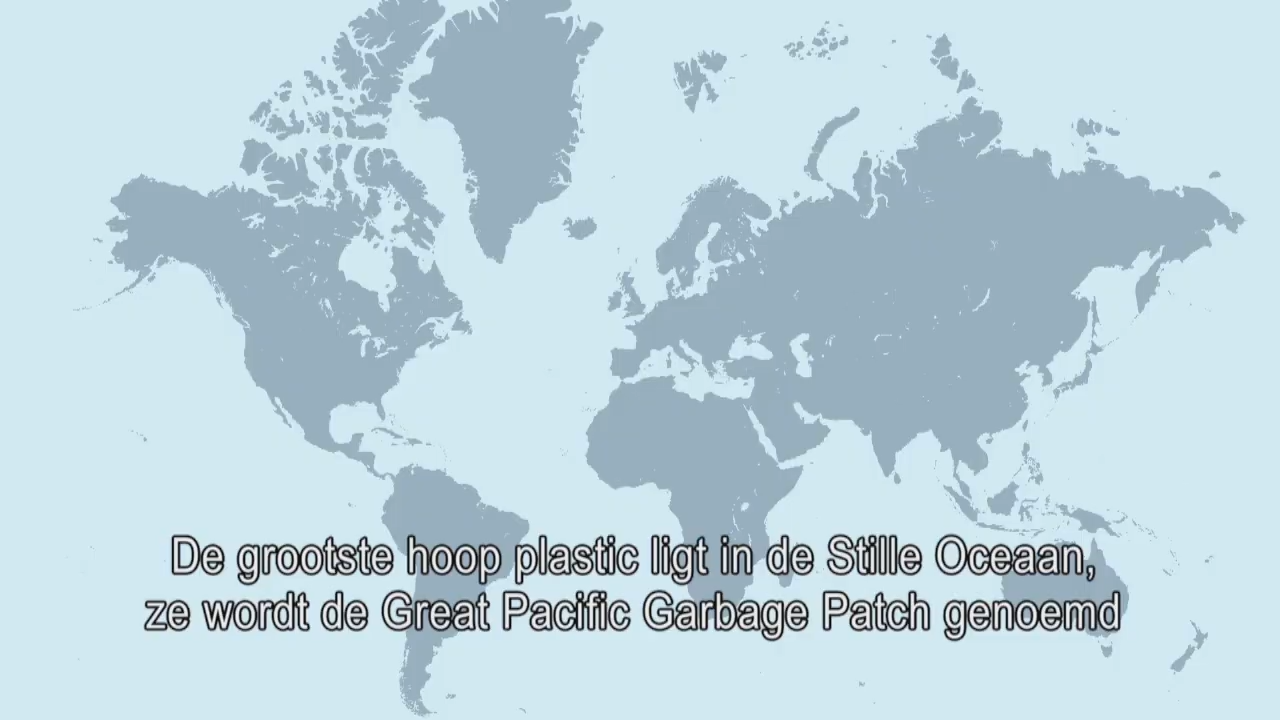 De grootste hoop plastic ligt in de Stille Oceaan,
ze wordt de Great Pacific Garbage Patch genoemd